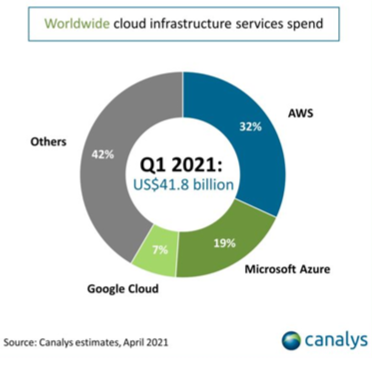 Worldwide cloud infrastructure services spend
AWS
32%
Others
42%
Q1 2021:
US$41.8 billion
19%
7%
Microsoft Azure
Google Cloud
Source: Canalys estimates, April 2021
canalys